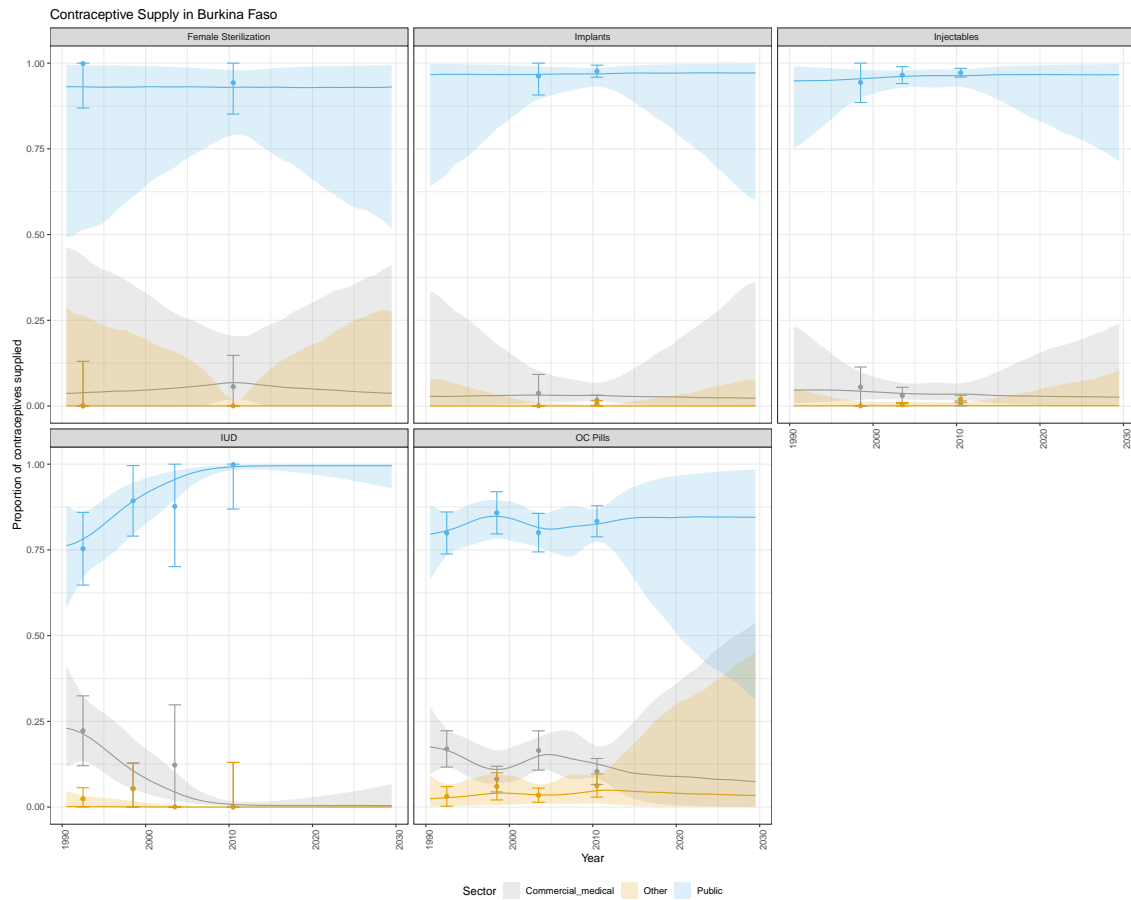 Contraceptive Supply in Burkina Faso
Female Sterilization
Implants
Injectables
1.00
0.75
0.50
0.25
0.00
1990
2000
2010
2020
2030
IUD
OC Pills
1.00
0.75
0.50
0.25
0.00
1990
2000
2010
2020
2030
1990
2000
2010
2020
2030
Proportion of contraceptives supplied
Year
Sector
Commercial_medical
Other
Public